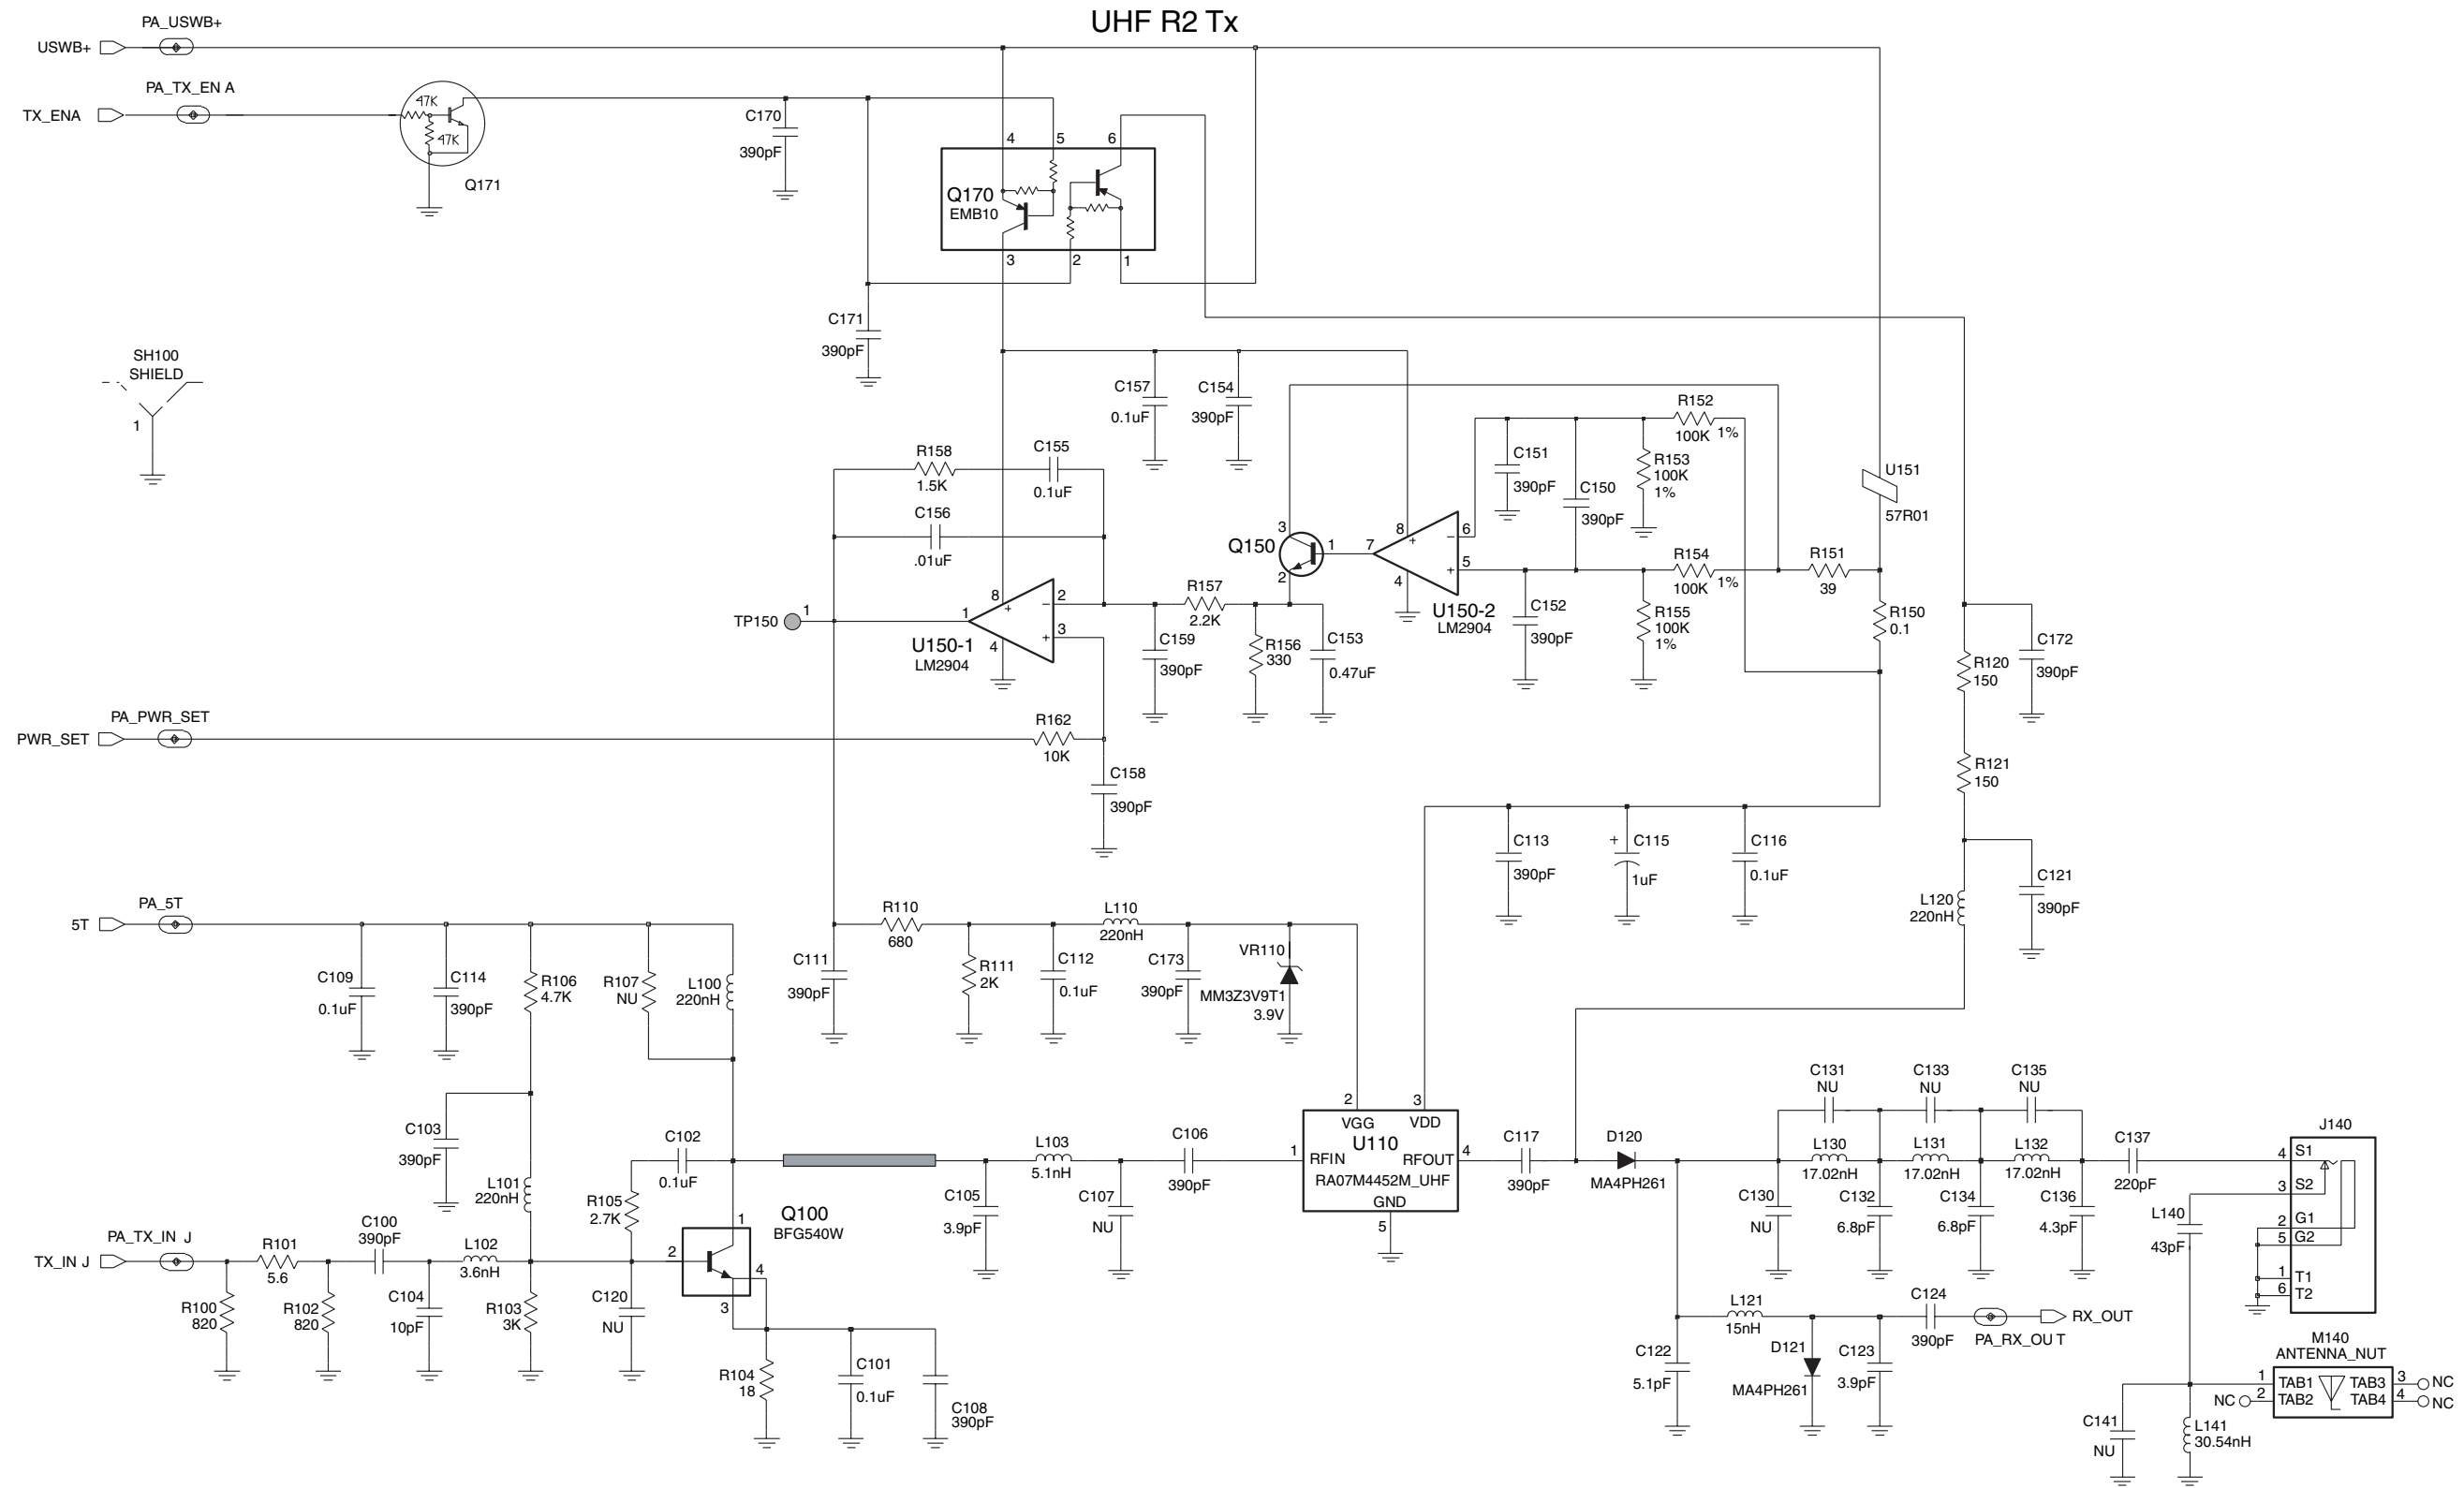 UHF R2 Tx
PA_USWB+
USWB+
PA_TX_EN A
TX_ENA
47K
47K
Q171
C170
390pF
4
5
6
Q170
EMB10
3
2
1
C171
390pF
SH100
SHIELD
1
C157
0.1uF
C154
390pF
R158
1.5K
C155
0.1uF
C156
.01uF
R152
100K
1%
C151
390pF
R153
100K
1%
C150
390pF
U151
57R01
3
Q150
1
2
7
8
+
6
−
5
+
4
U150-2
LM2904
R154
100K
1%
R151
39
R150
0.1
TP150
1
1
8
+
2
−
3
+
4
U150-1
LM2904
R157
2.2K
C159
390pF
R156
330
C153
0.47uF
C152
390pF
R155
100K
1%
R120
150
C172
390pF
PA_PWR_SET
PWR_SET
R162
10K
C158
390pF
R121
150
C113
390pF
+
C115
1uF
C116
0.1uF
L120
220nH
C121
390pF
PA_5T
5T
C109
0.1uF
C114
390pF
R106
4.7K
R107
NU
L100
220nH
R110
680
C111
390pF
R111
2K
C112
0.1uF
L110
220nH
C173
390pF
VR110
MM3Z3V9T1
3.9V
C103
390pF
L101
220nH
C102
0.1uF
R105
2.7K
L103
5.1nH
C106
390pF
C105
3.9pF
C107
NU
2
3
VGG
VDD
U110
1
RFIN
RFOUT
4
RA07M4452M_UHF
GND
5
C117
390pF
D120
MA4PH261
C131
NU
C133
NU
C135
NU
L130
17.02nH
L131
17.02nH
L132
17.02nH
C137
220pF
C130
NU
C132
6.8pF
C134
6.8pF
C136
4.3pF
J140
4
S1
3
S2
2
G1
5
G2
1
T1
6
T2
L140
43pF
PA_TX_IN J
TX_IN J
R101
5.6
C100
390pF
L102
3.6nH
R100
820
R102
820
C104
10pF
R103
3K
C120
NU
Q100
BFG540W
1
2
4
3
R104
18
C101
0.1uF
C108
390pF
L121
15nH
C124
390pF
PA_RX_OU T
RX_OUT
C122
5.1pF
D121
MA4PH261
C123
3.9pF
M140
ANTENNA_NUT
1
TAB1
TAB3
3
NC
NC
2
TAB2
TAB4
4
NC
C141
NU
L141
30.54nH